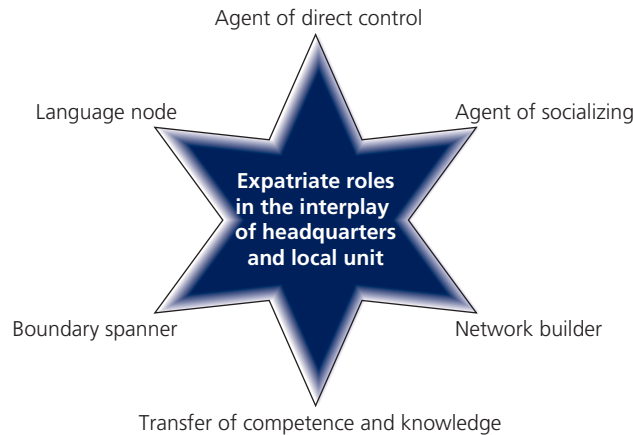 Agent of direct control
Language node
Agent of socializing
Expatriate roles
in the interplay
of headquarters
and local unit
Boundary spanner
Network builder
Transfer of competence and knowledge